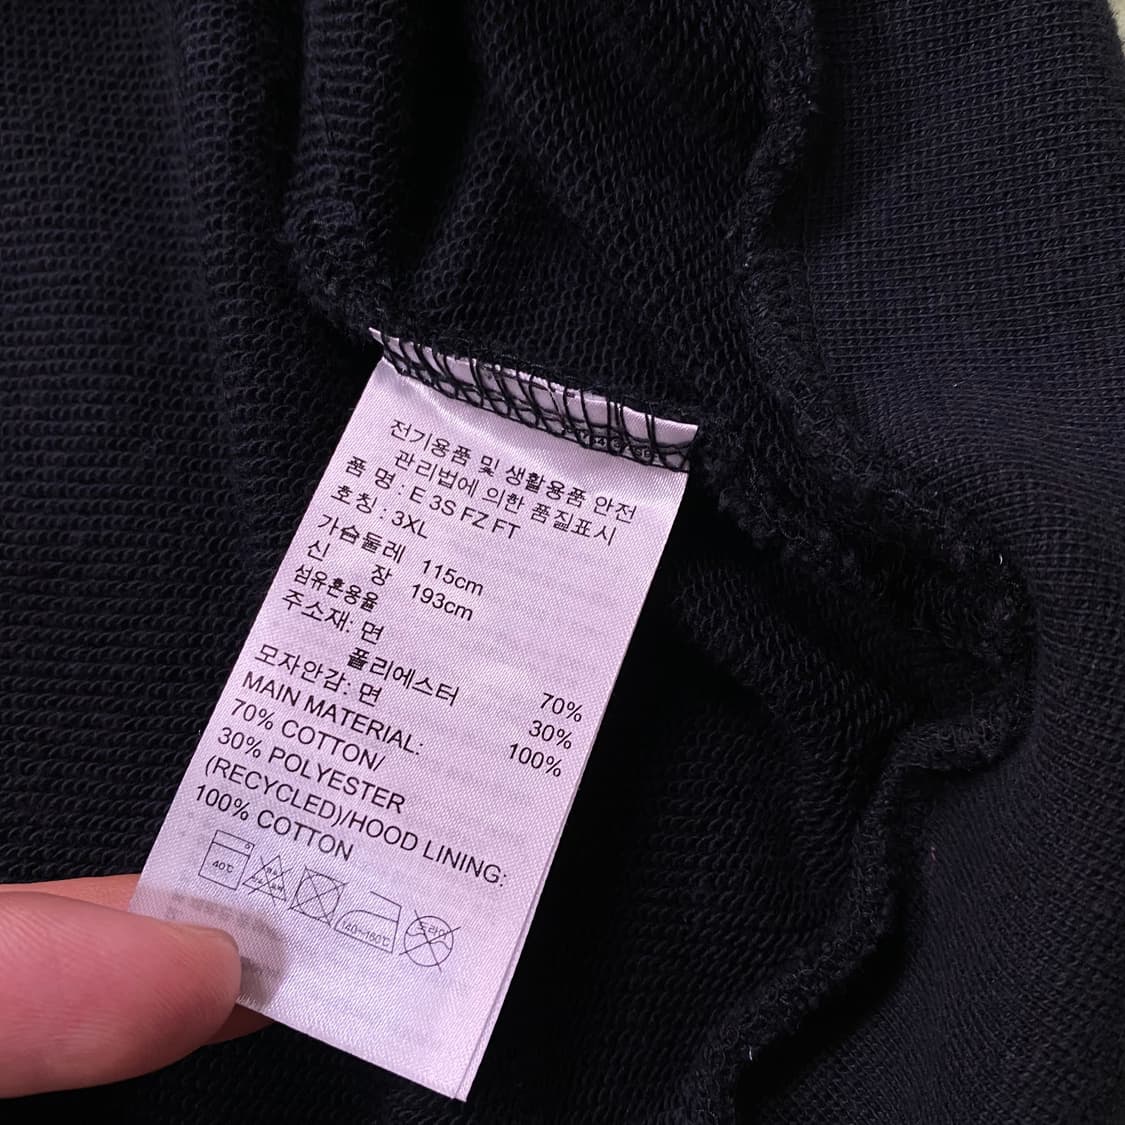 전기용품 및 생활용품 안전
관리법에 의한 품질표시
품 명 : E 3S FZ FT
호칭 : 3XL
가슴둘레 115cm
신 장 193cm
섬유혼용율
주소재: 면 70%
폴리에스터 30%
모자안감: 면 100%
MAIN MATERIAL:
70% COTTON/
30% POLYESTER
(RECYCLED)/HOOD LINING:
100% COTTON
40℃ 140~160℃ 드라이